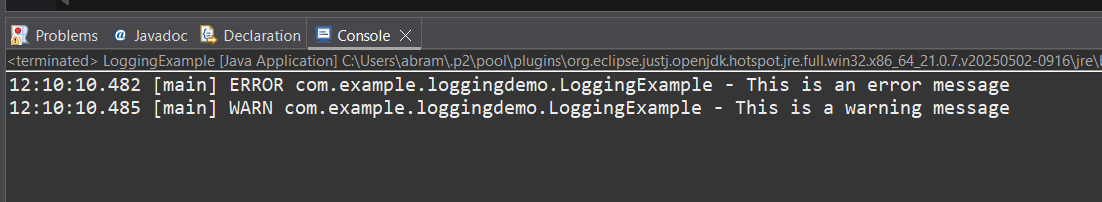 Problems @ Javadoc Declaration Console
<terminated> LoggingExample [Java Application] C:\Users\abram\.p2\pool\plugins\org.eclipse.justj.openjdk.hotspot.jre.full.win32.x86_64_21.0.7.v20250502-0916\jre\
12:10:10.482 [main] ERROR com.example.loggingdemo.LoggingExample - This is an error message
12:10:10.485 [main] WARN com.example.loggingdemo.LoggingExample - This is a warning message